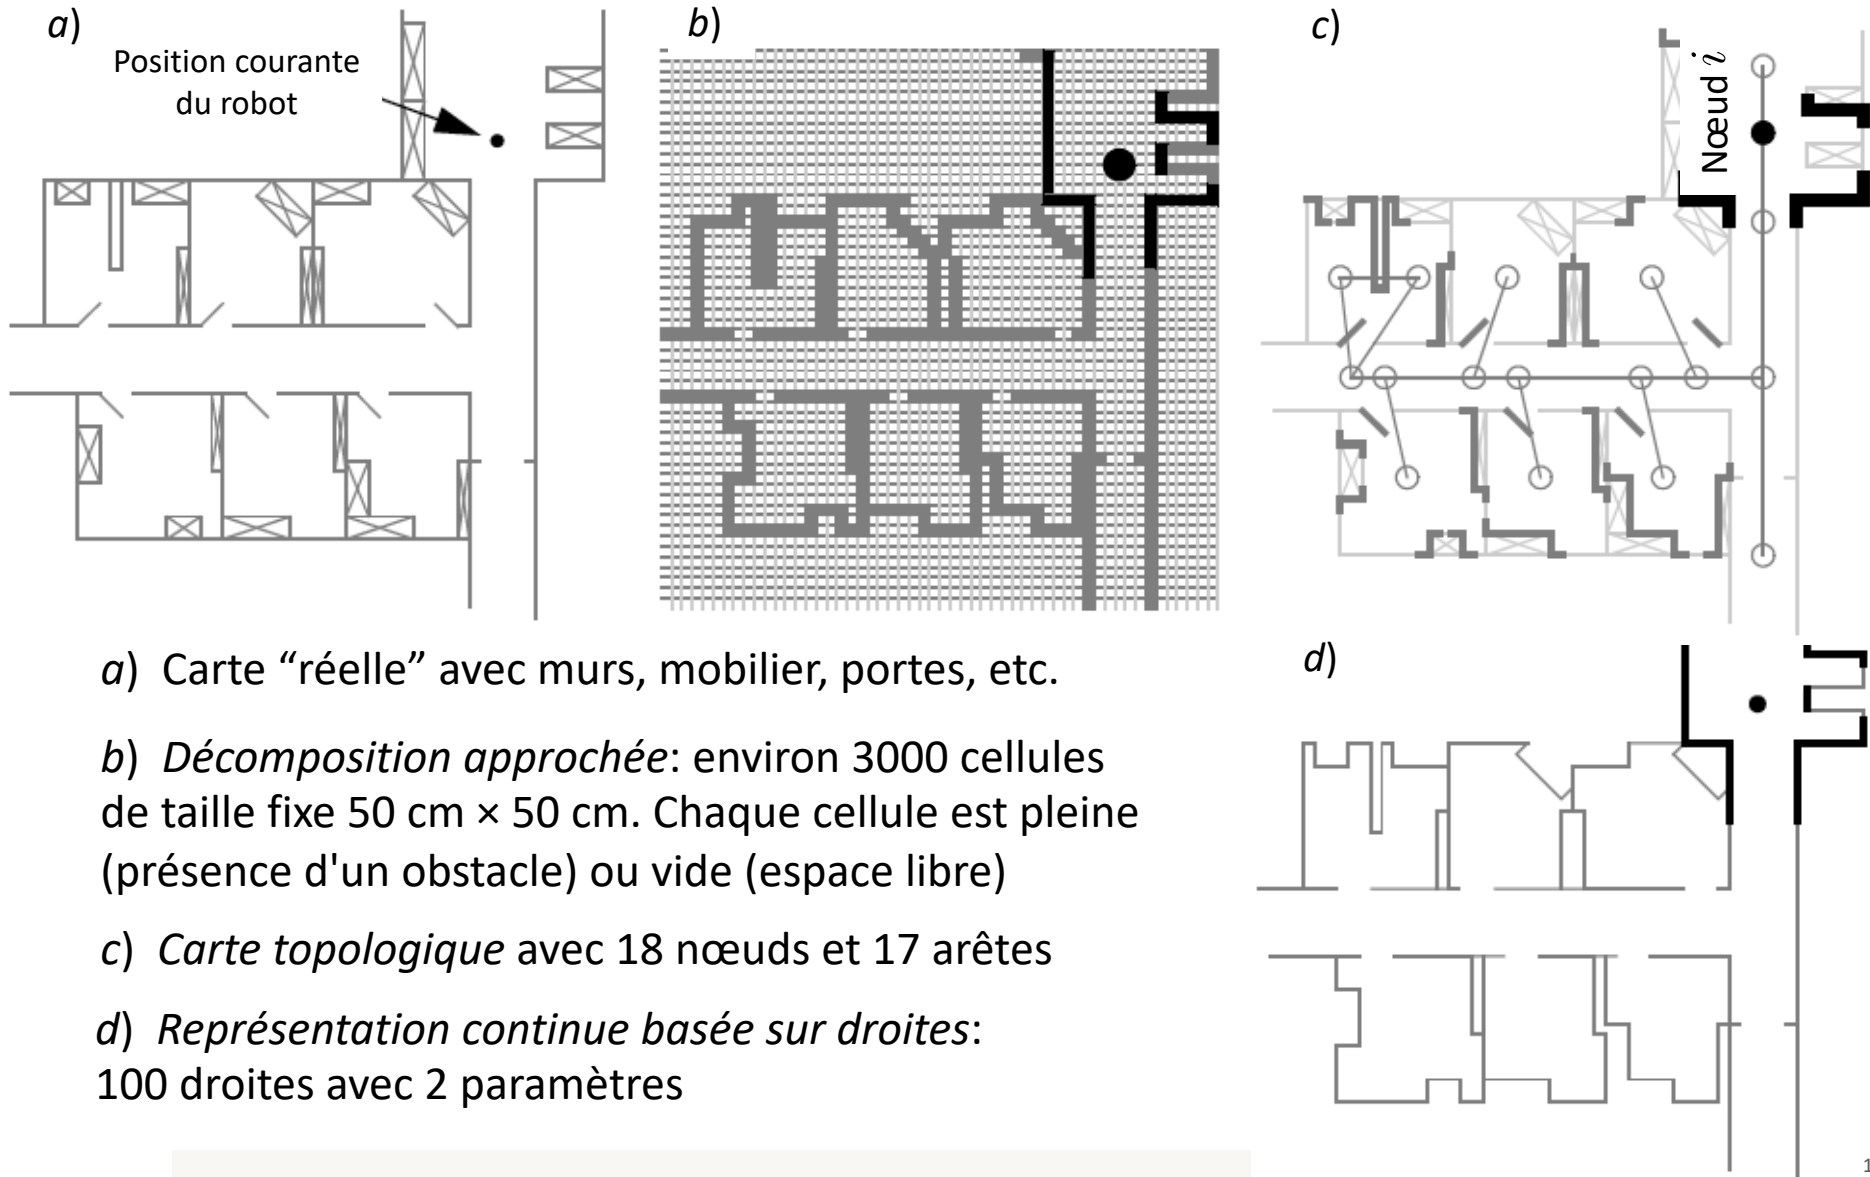 a)
Position courante
du robot
b)
c)
Nœud i
a) Carte “réelle” avec murs, mobilier, portes, etc.
b) Décomposition approchée: environ 3000 cellules
de taille fixe 50 cm × 50 cm. Chaque cellule est pleine
(présence d'un obstacle) ou vide (espace libre)
c) Carte topologique avec 18 nœuds et 17 arêtes
d) Représentation continue basée sur droites:
100 droites avec 2 paramètres
d)
1